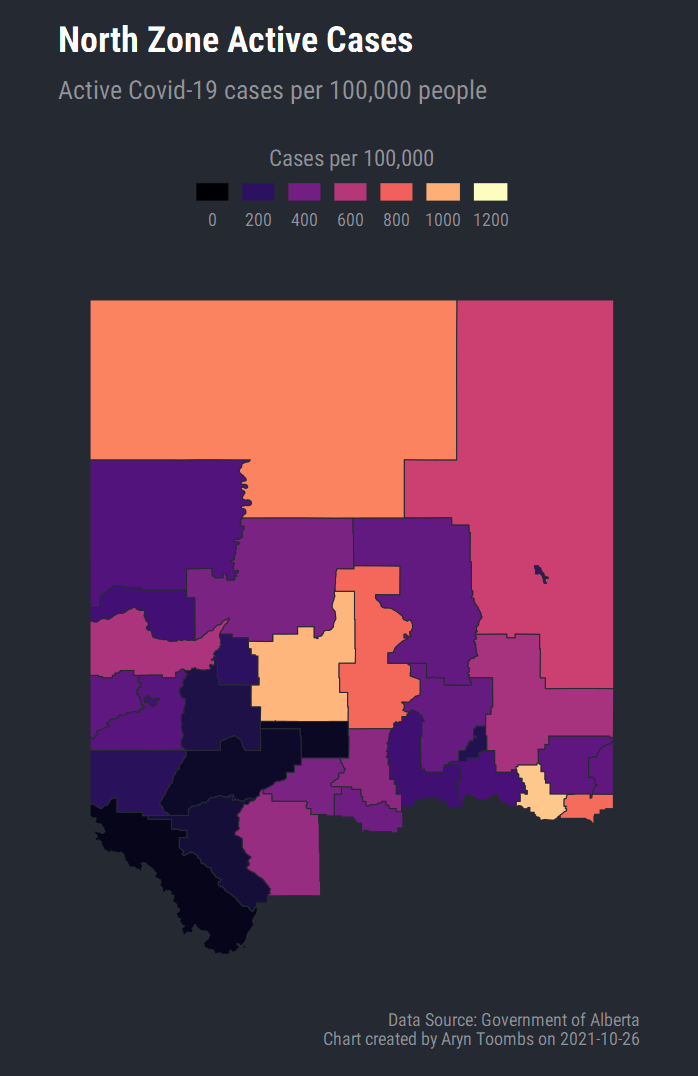 North Zone Active Cases
Active Covid-19 cases per 100,000 people
Cases per 100,000
0 200 400 600 800 1000 1200
Data Source: Government of Alberta
Chart created by Aryn Toombs on 2021-10-26